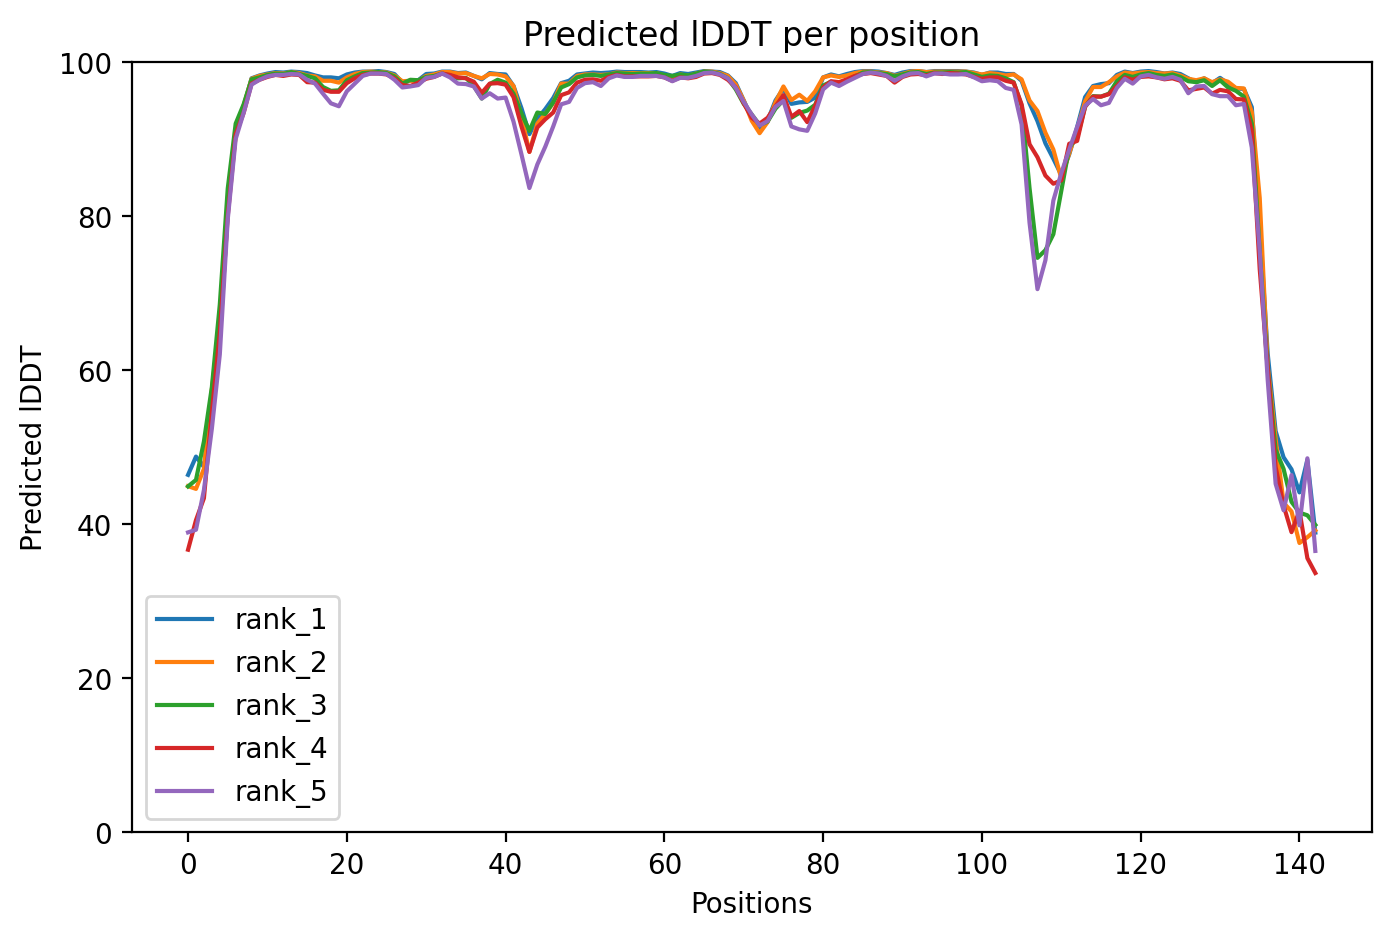 Predicted lDDT per position
100
80
60
40
20
0
Predicted lDDT
rank_1
rank_2
rank_3
rank_4
rank_5
0 20 40 60 80 100 120 140
Positions